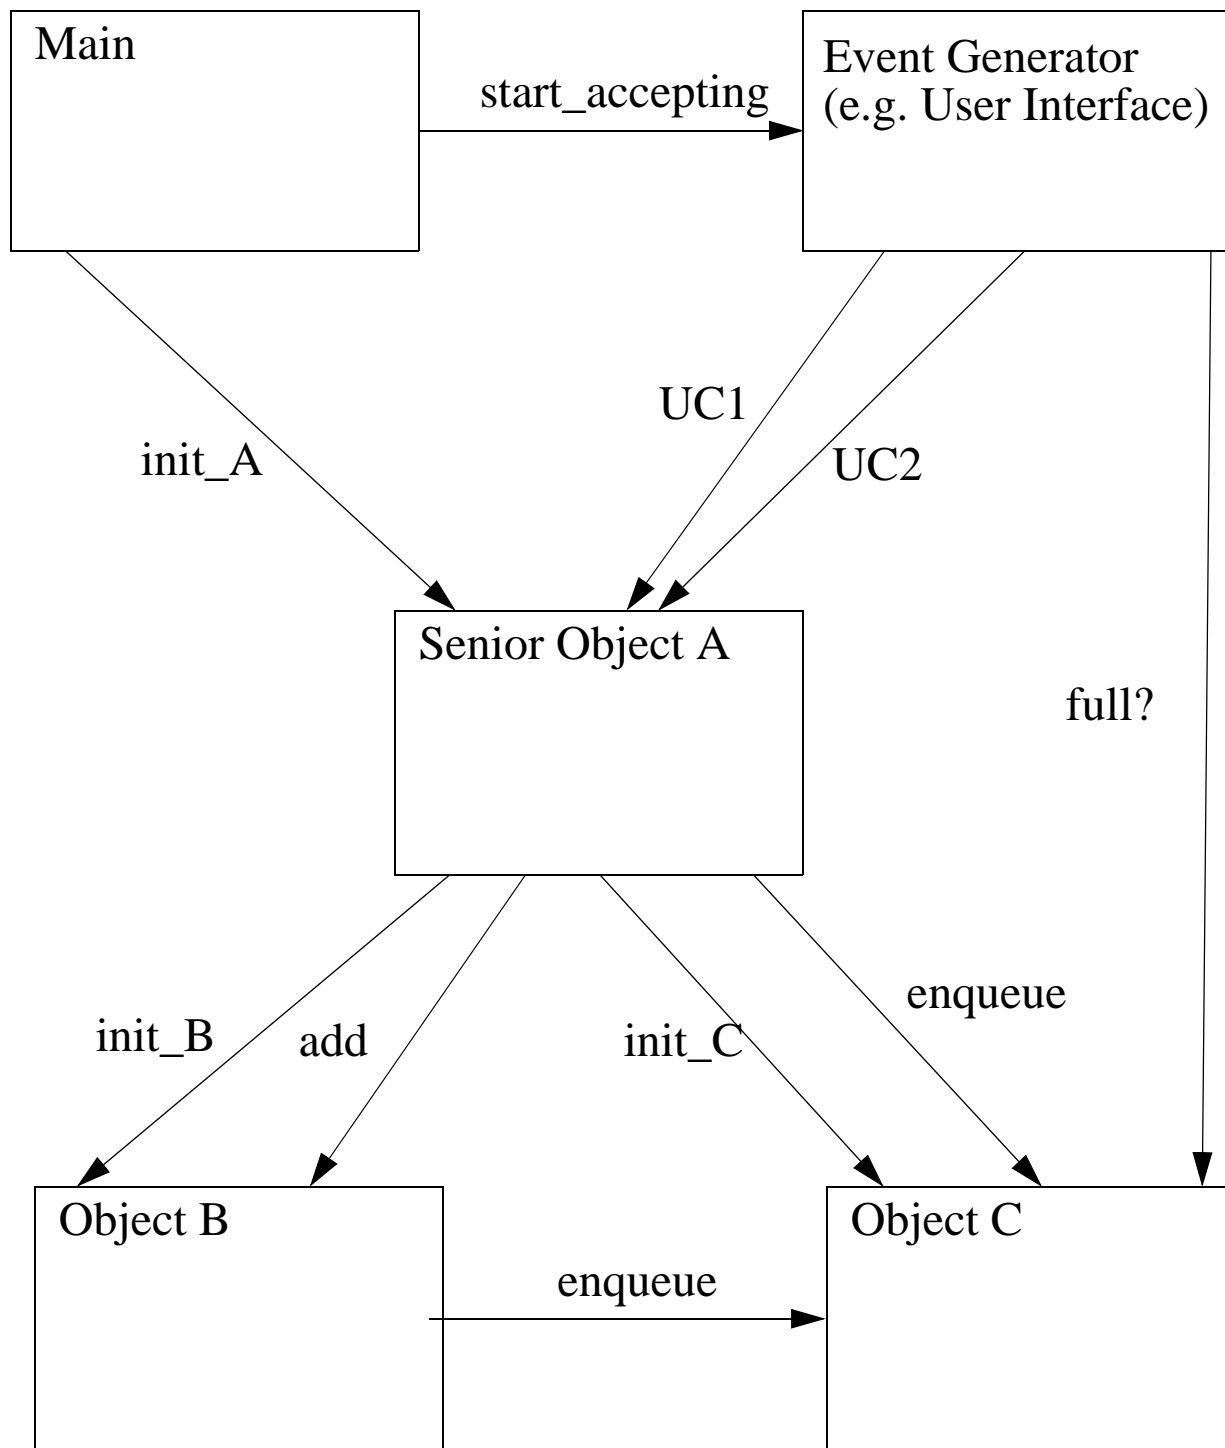 Main
Event Generator
(e.g. User Interface)
start_accepting
UC1
init_A
UC2
Senior Object A
full?
enqueue
init_B
add
init_C
Object B
Object C
enqueue